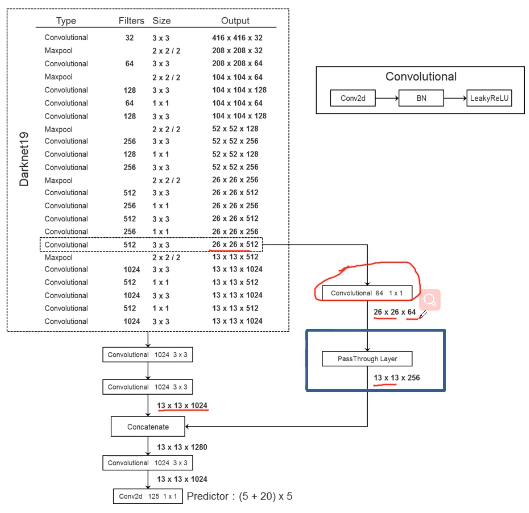 Type Filters Size Output
Convolutional 32 3 x 3 416 x 416 x 32
Maxpool 2 x 2 / 2 208 x 208 x 32
Convolutional 64 3 x 3 208 x 208 x 64
Maxpool 2 x 2 / 2 104 x 104 x 64
Convolutional 128 3 x 3 104 x 104 x 128
Convolutional 64 1 x 1 104 x 104 x 64
Convolutional 128 3 x 3 104 x 104 x 128
Maxpool 2 x 2 / 2 52 x 52 x 128
Convolutional 256 3 x 3 52 x 52 x 256
Convolutional 128 1 x 1 52 x 52 x 128
Convolutional 256 3 x 3 52 x 52 x 256
Maxpool 2 x 2 / 2 26 x 26 x 256
Convolutional 512 3 x 3 26 x 26 x 512
Convolutional 256 1 x 1 26 x 26 x 256
Convolutional 512 3 x 3 26 x 26 x 512
Convolutional 256 1 x 1 26 x 26 x 256
Convolutional 512 3 x 3 26 x 26 x 512
Maxpool 2 x 2 / 2 13 x 13 x 512
Convolutional 1024 3 x 3 13 x 13 x 1024
Convolutional 512 1 x 1 13 x 13 x 512
Convolutional 1024 3 x 3 13 x 13 x 1024
Convolutional 512 1 x 1 13 x 13 x 512
Convolutional 1024 3 x 3 13 x 13 x 1024
Darknet19
Convolutional
Conv2d BN LeakyReLU
Convolutional 64 1 x 1
26 x 26 x 64
PassThrough Layer
13 x 13 x 256
Convolutional 1024 3 x 3
Convolutional 1024 3 x 3
13 x 13 x 1024
Concatenate
13 x 13 x 1280
Convolutional 1024 3 x 3
13 x 13 x 1024
Conv2d 125 1 x 1 Predictor : (5 + 20) x 5